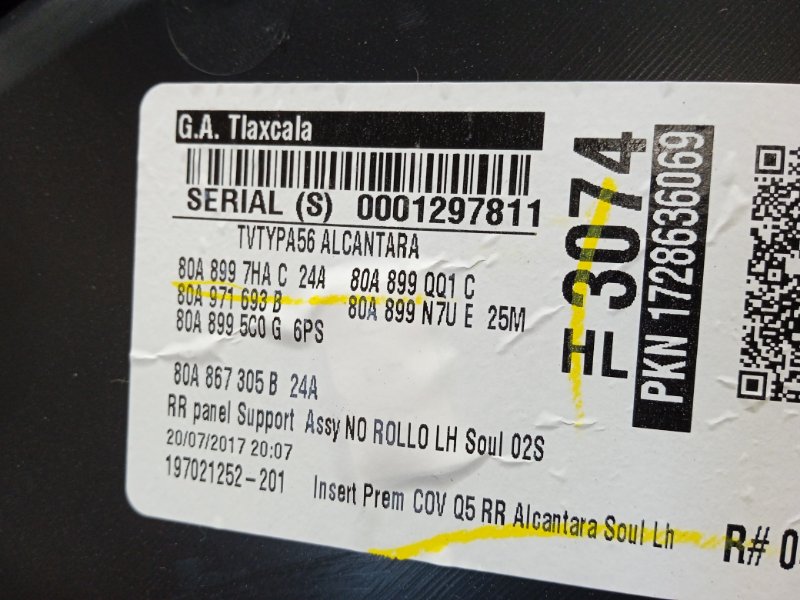 G.A. Tlaxcala
SERIAL (S) 0001297811
TVTYPA56 ALCANTARA
80A 899 7HA C 24A 80A 899 QQ1 C
80A 971 693 B 80A 899 N7U E 25M
80A 899 5C0 G 6PS
80A 867 305 B 24A
RR panel Support Assy NO ROLLO LH Soul 02S
20/07/2017 20:07
197021252-201 Insert Prem COV Q5 RR Alcantara Soul Lh
3074
PKN 1728636069
R#